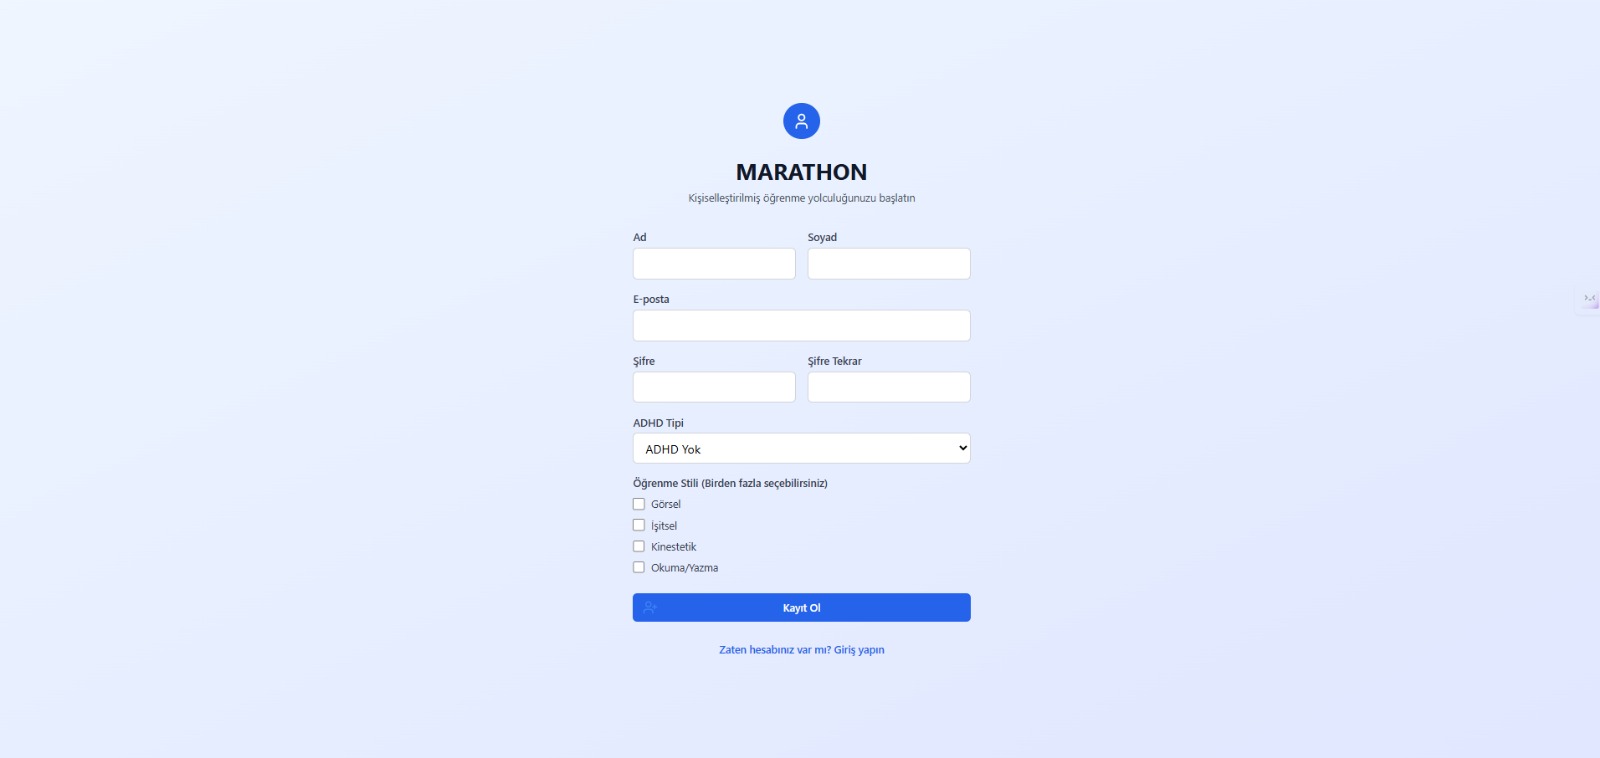 MARATHON
Kişiselleştirilmiş öğrenme yolculuğunuzu başlatın
Ad
Soyad
E-posta
Şifre
Şifre Tekrar
ADHD Tipi
ADHD Yok
Öğrenme Stili (Birden fazla seçebilirsiniz)
Görsel
İşitsel
Kinestetik
Okuma/Yazma
Kayıt Ol
Zaten hesabınız var mı? Giriş yapın